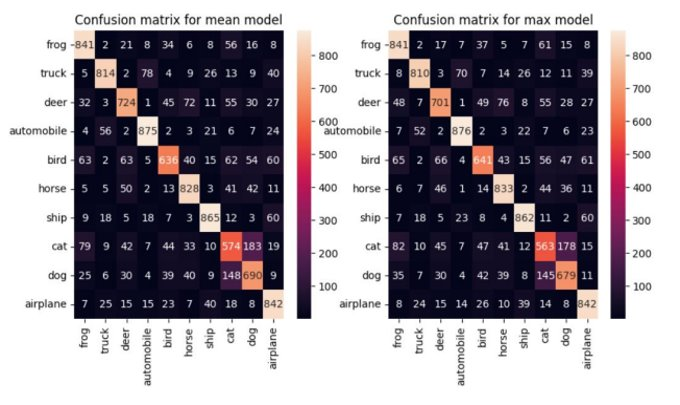 Confusion matrix for mean model
frog 841 2 21 8 34 6 8 56 16 8
truck 5 814 2 78 4 9 26 13 9 40
deer 32 3 724 1 45 72 11 55 30 27
automobile 4 56 2 875 2 3 21 6 7 24
bird 63 2 63 5 636 40 15 62 54 60
horse 5 5 50 2 13 828 3 41 42 11
ship 9 18 5 18 7 3 865 12 3 60
cat 79 9 42 7 44 33 10 574 183 19
dog 25 6 30 4 39 40 9 148 690 9
airplane 7 25 15 15 23 7 40 18 8 842
frog truck deer automobile bird horse ship cat dog airplane
800
700
600
500
400
300
200
100
Confusion matrix for max model
frog 841 2 17 7 37 5 7 61 15 8
truck 8 810 3 70 7 14 26 12 11 39
deer 48 7 701 1 49 76 8 55 28 27
automobile 7 52 2 876 2 3 22 7 6 23
bird 65 2 66 4 641 43 15 56 47 61
horse 6 7 46 1 14 833 2 44 36 11
ship 7 18 5 23 8 4 862 11 2 60
cat 82 10 45 7 47 41 12 563 178 15
dog 35 7 30 4 42 39 8 145 679 11
airplane 8 24 15 14 26 10 39 14 8 842
frog truck deer automobile bird horse ship cat dog airplane
800
700
600
500
400
300
200
100